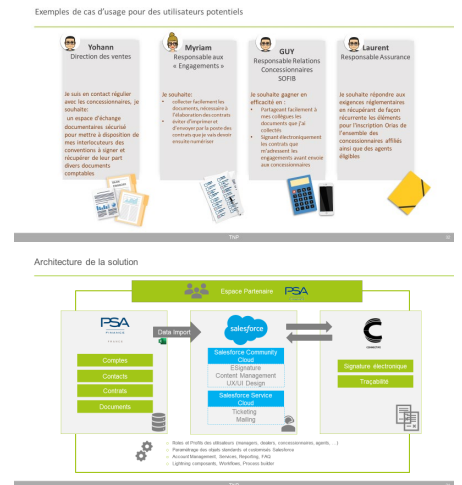 Exemples de cas d'usage pour des utilisateurs potentiels
Yohann
Direction des ventes
Je suis en contact régulier
avec les concessionnaires, je
souhaite:
un espace d'échange
documentaires sécurisé
pour mettre à disposition de
mes interlocuteurs des
conventions à signer et
récupérer de leur part
divers documents
comptables
Myriam
Responsable aux
« Engagements »
Je souhaite:
• collecter facilement les
documents, nécessaire à
l'élaboration des contrats
• éviter d'imprimer et
d'envoyer par la poste des
contrats que je vais devoir
ensuite numériser
GUY
Responsable Relations
Concessionnaires
SOFIB
Je souhaite gagner en
efficacité en :
• Partageant facilement à
mes collègues les
documents que j'ai
collectés
• Signant électroniquement
les contrats que
m'adressent les
engagements avant envoie
aux concessionnaires
Laurent
Responsable Assurance
Je souhaite répondre aux
exigences réglementaires
en récupérant de façon
récurrente les éléments
pour l'inscription Orias de
l'ensemble des
concessionnaires affiliés
ainsi que des agents
éligibles
Architecture de la solution
Espace Partenaire PSA
PSA
FINANCE
FRANCE
Comptes
Contacts
Contrats
Documents
Data Import
salesforce
Salesforce Community
Cloud
ESignature
Content Management
UX/UI Design
Salesforce Service
Cloud
Ticketing
Mailing
Signature électronique
Traçabilité
Roles et Profils des utilisateurs (managers, dealers, concessionnaires, agents, …)
Paramétrage des objets standards et customisés Salesforce
Account Management, Services, Reporting, FAQ
Lightning components, Workflows, Process builder